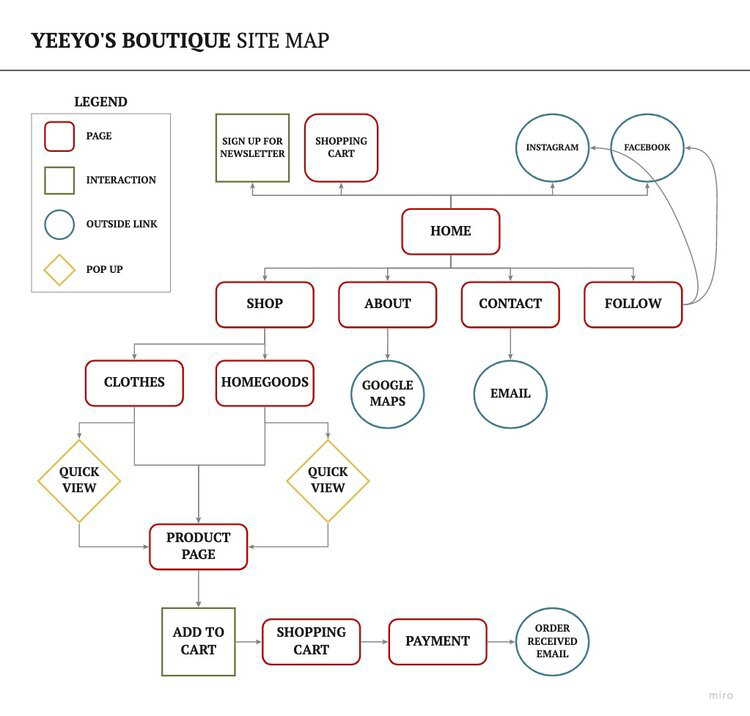 YEEYO'S BOUTIQUE SITE MAP
LEGEND
PAGE
INTERACTION
OUTSIDE LINK
POP UP
SIGN UP FOR
NEWSLETTER
SHOPPING
CART
INSTAGRAM
FACEBOOK
HOME
SHOP
ABOUT
CONTACT
FOLLOW
CLOTHES
HOMEGOODS
GOOGLE
MAPS
EMAIL
QUICK
VIEW
QUICK
VIEW
PRODUCT
PAGE
ADD TO
CART
SHOPPING
CART
PAYMENT
ORDER
RECEIVED
EMAIL
miro